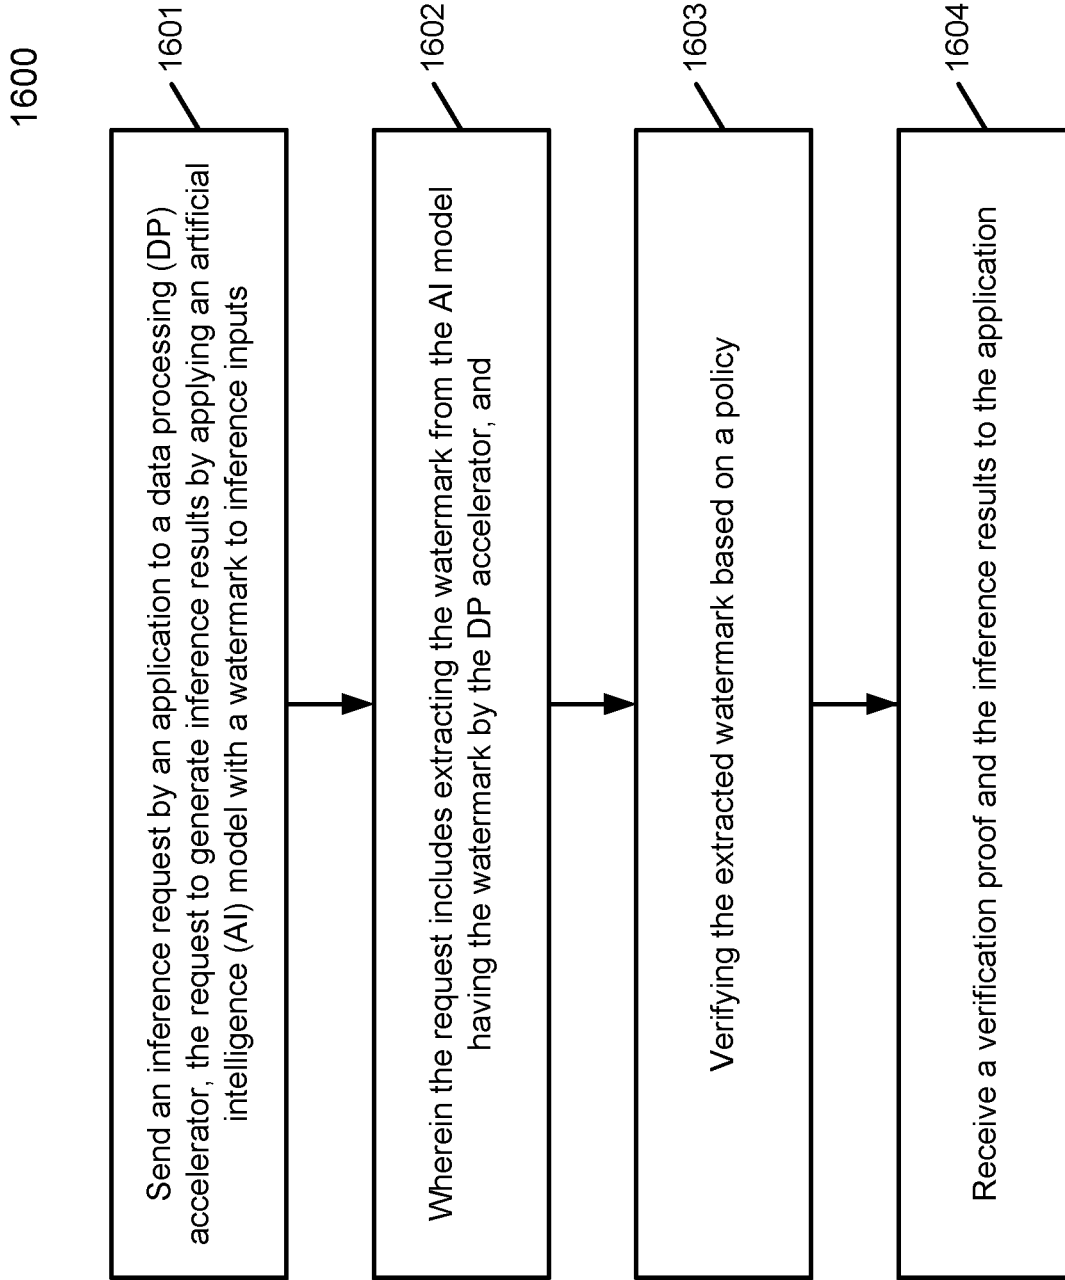 1600
1601
Send an inference request by an application to a data processing (DP)
accelerator, the request to generate inference results by applying an artificial
intelligence (AI) model with a watermark to inference inputs
1602
Wherein the request includes extracting the watermark from the AI model
having the watermark by the DP accelerator, and
1603
Verifying the extracted watermark based on a policy
1604
Receive a verification proof and the inference results to the application